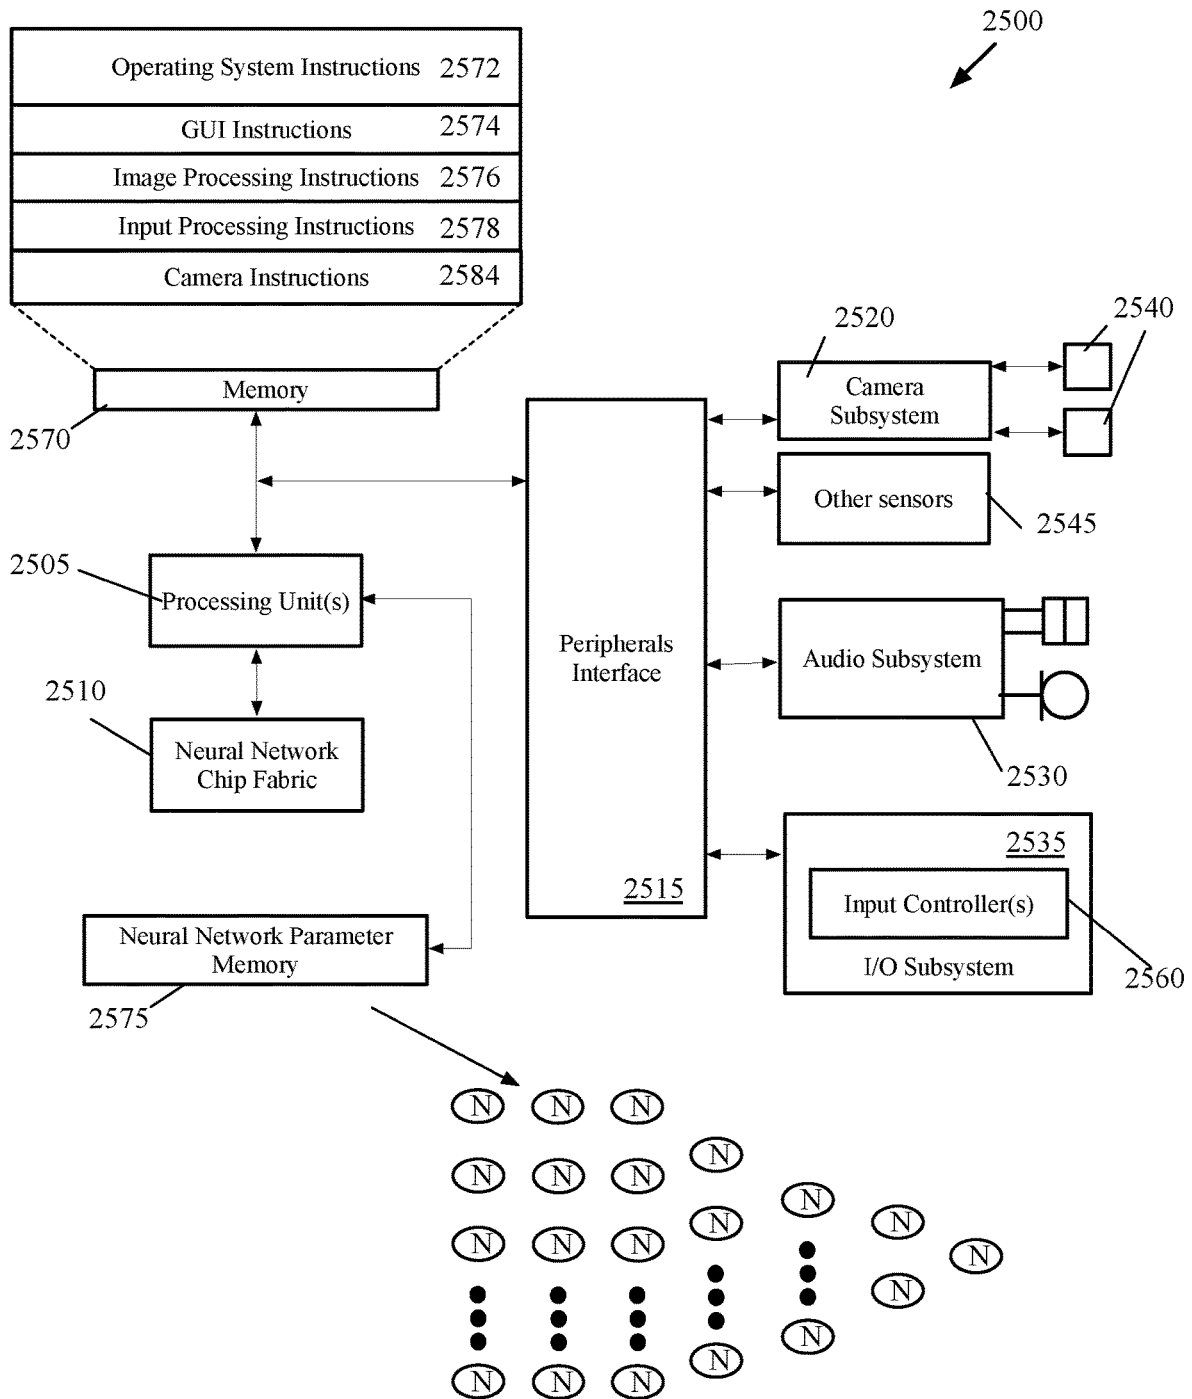 2500
Operating System Instructions 2572
GUI Instructions 2574
Image Processing Instructions 2576
Input Processing Instructions 2578
Camera Instructions 2584
Memory
2570
2520
2540
Camera
Subsystem
Other sensors
2545
2505
Processing Unit(s)
2510
Neural Network
Chip Fabric
Peripherals
Interface
2515
Audio Subsystem
2530
2535
Input Controller(s)
I/O Subsystem
2560
Neural Network Parameter
Memory
2575
N N N
N
N N N
N
N
N
N N N
N
N
N
N
N
N N N